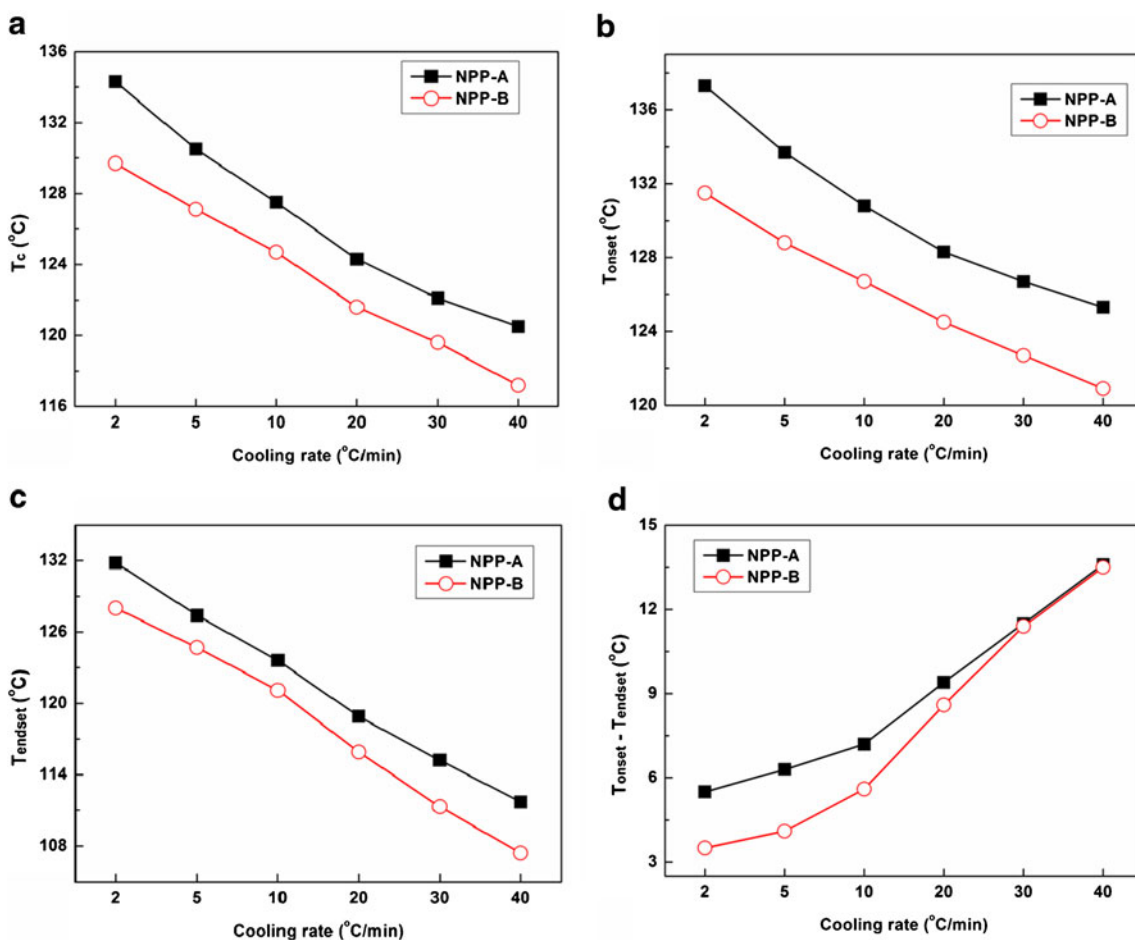 a
136
132
128
124
120
116
Tc (°C)
NPP-A
NPP-B
2 5 10 20 30 40
Cooling rate (°C/min)
b
136
132
128
124
120
Tonset (°C)
NPP-A
NPP-B
2 5 10 20 30 40
Cooling rate (°C/min)
c
132
126
120
114
108
Tendset (°C)
NPP-A
NPP-B
2 5 10 20 30 40
Cooling rate (°C/min)
d
15
12
9
6
3
Tonset - Tendset (°C)
NPP-A
NPP-B
2 5 10 20 30 40
Cooling rate (°C/min)